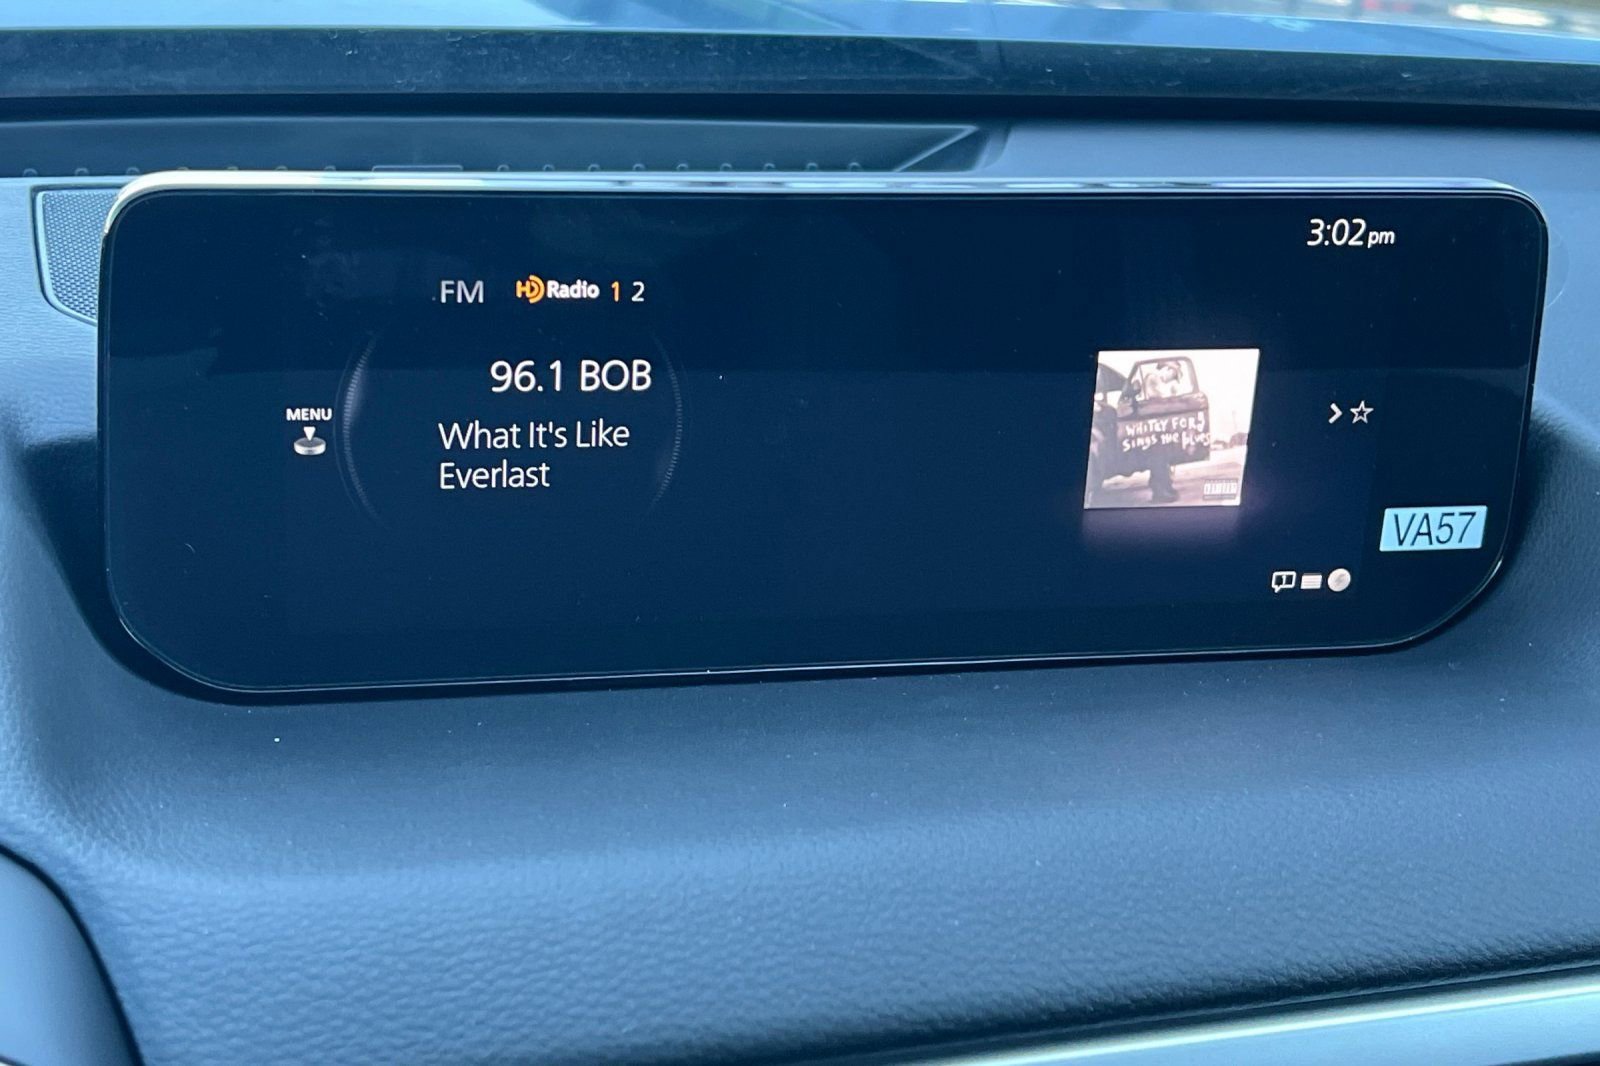 3:02pm
FM HD Radio 1 2
96.1 BOB
MENU
What It's Like
Everlast
WHITEY FORD
SINGS THE BLUES
VA57